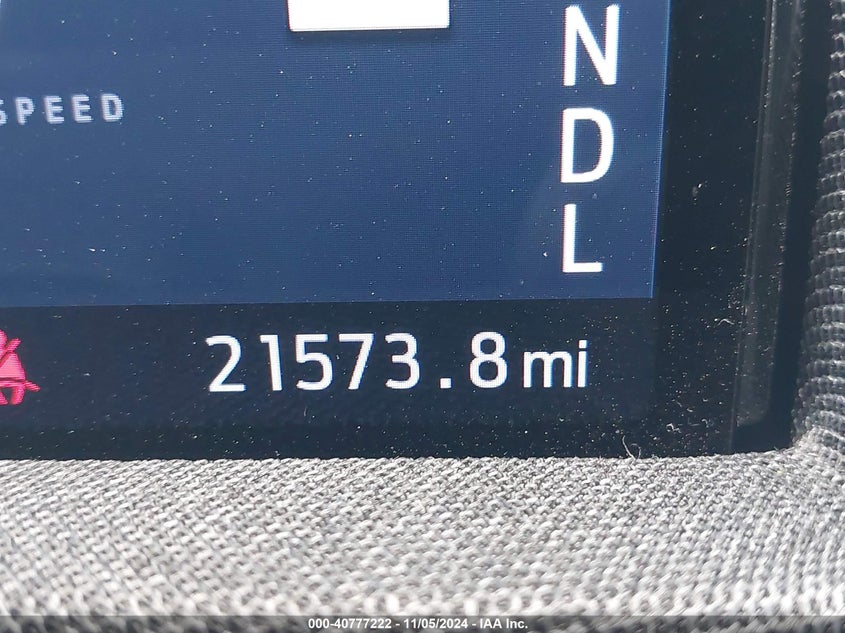 N
SPEED
D
L
21573.8mi
000-40777222 - 11/05/2024 - IAA Inc.